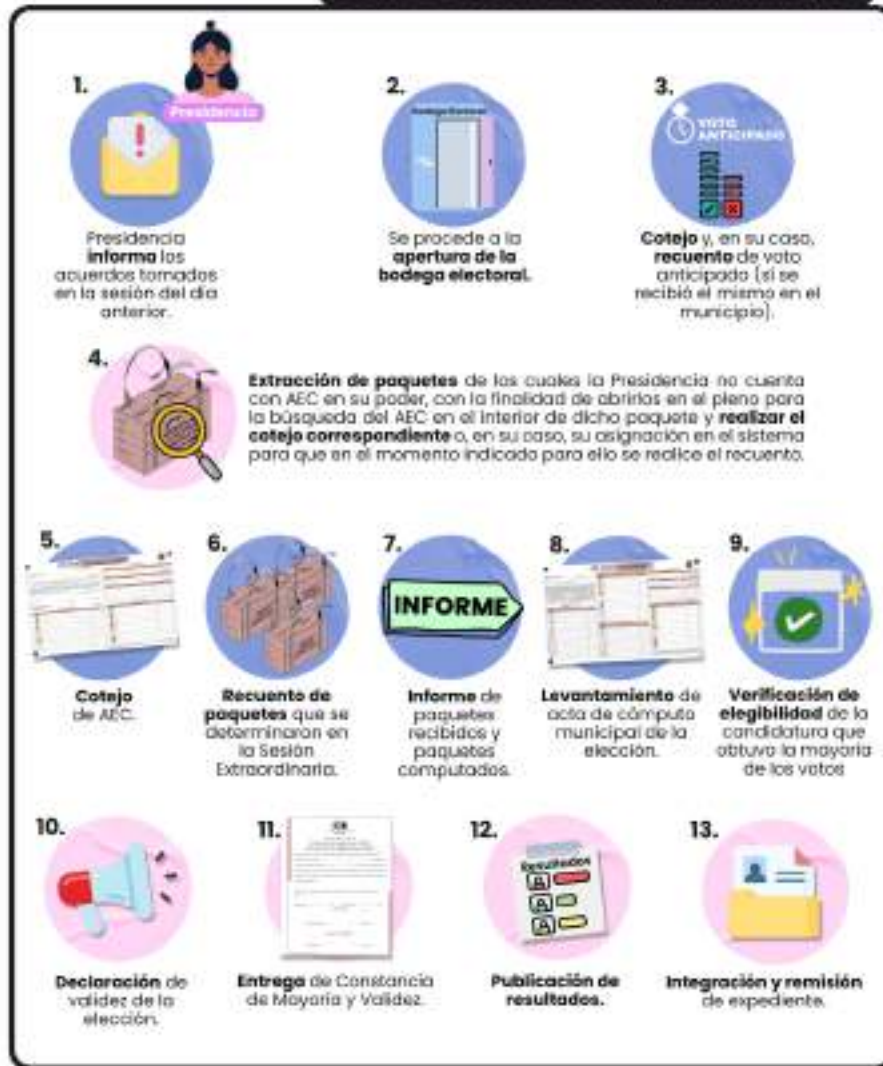 1.
Presidencia
Presidencia
informa los
acuerdos tomados
en la sesión del día
anterior.
2.
Se procede a la
apertura de la
bodega electoral.
3.
VOTO
ANTICIPADO
Cotejo y, en su caso,
recuento de voto
anticipado (si se
recibió el mismo en el
municipio).
4.
Extracción de paquetes de los cuales la Presidencia no cuenta
con AEC en su poder, con la finalidad de abrirlos en el pleno para
la búsqueda del AEC en el interior de dicho paquete y realizar el
cotejo correspondiente o, en su caso, su asignación en el sistema
para que en el momento indicado para ello se realice el recuento.
5.
Cotejo
de AEC.
6.
Recuento de
paquetes que se
determinaron en
la Sesión
Extraordinaria.
7.
INFORME
Informe de
paquetes
recibidos y
paquetes
computados.
8.
Levantamiento de
acta de cómputo
municipal de la
elección.
9.
Verificación de
elegibilidad de la
candidatura que
obtuvo la mayoría
de los votos
10.
Declaración de
validez de la
elección.
11.
Entrega de Constancia
de Mayoría y Validez.
12.
Resultados
Publicación de
resultados.
13.
Integración y remisión
de expediente.